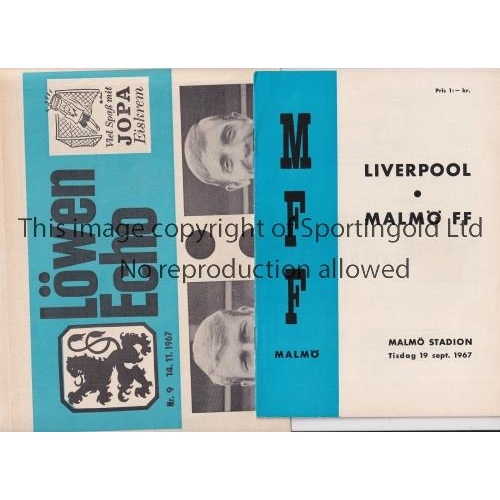 Viel Spaß mit
JOPA
Eiskrem
Löwen
Echo
Nr. 9 14.11.1967
MFF
MALMÖ
Pris 1:— kr.
LIVERPOOL
•
MALMÖ FF
MALMÖ STADION
Tisdag 19 sept. 1967
This image copyright of Sportingold Ltd
No reproduction allowed